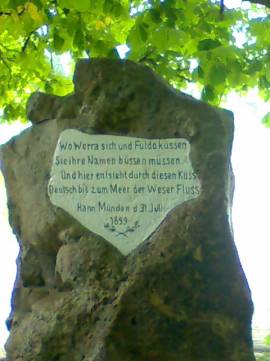 Wo Werra sich und Fulda küssen
Sie ihre Namen büssen müssen
Und hier entsteht durch diesen Kuss
Deutsch bis zum Meer der Weser Fluss
Hann. Münden d. 31. Juli
1899